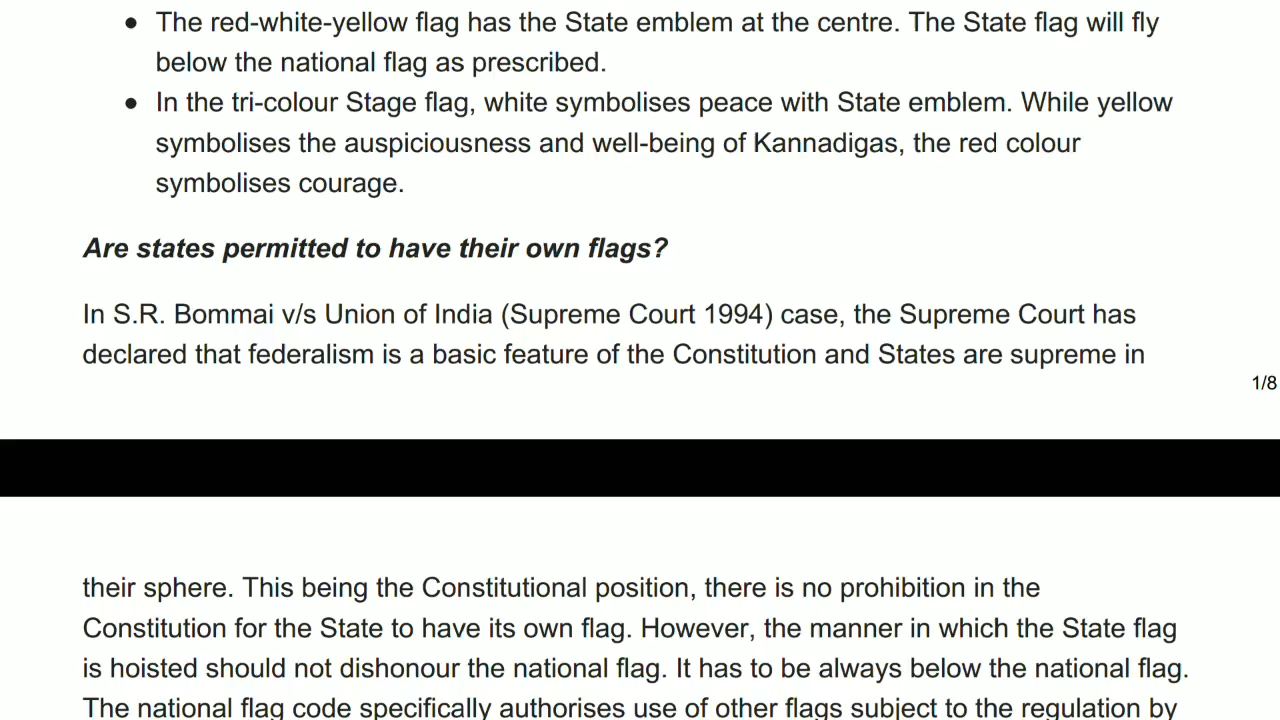 • The red-white-yellow flag has the State emblem at the centre. The State flag will fly
below the national flag as prescribed.
• In the tri-colour Stage flag, white symbolises peace with State emblem. While yellow
symbolises the auspiciousness and well-being of Kannadigas, the red colour
symbolises courage.
Are states permitted to have their own flags?
In S.R. Bommai v/s Union of India (Supreme Court 1994) case, the Supreme Court has
declared that federalism is a basic feature of the Constitution and States are supreme in
1/8
their sphere. This being the Constitutional position, there is no prohibition in the
Constitution for the State to have its own flag. However, the manner in which the State flag
is hoisted should not dishonour the national flag. It has to be always below the national flag.
The national flag code specifically authorises use of other flags subject to the regulation by